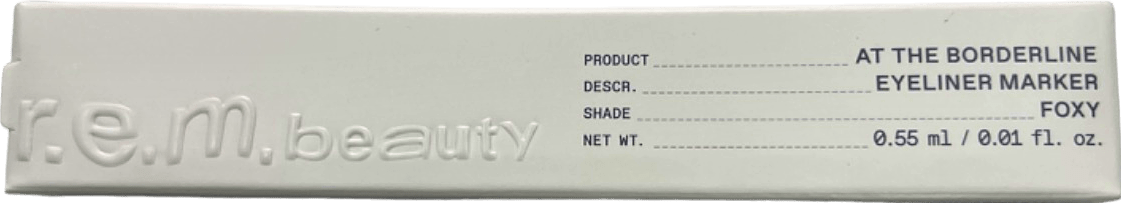 r.e.m.beauty
PRODUCT AT THE BORDERLINE
DESCR. EYELINER MARKER
SHADE FOXY
NET WT. 0.55 ml / 0.01 fl. oz.